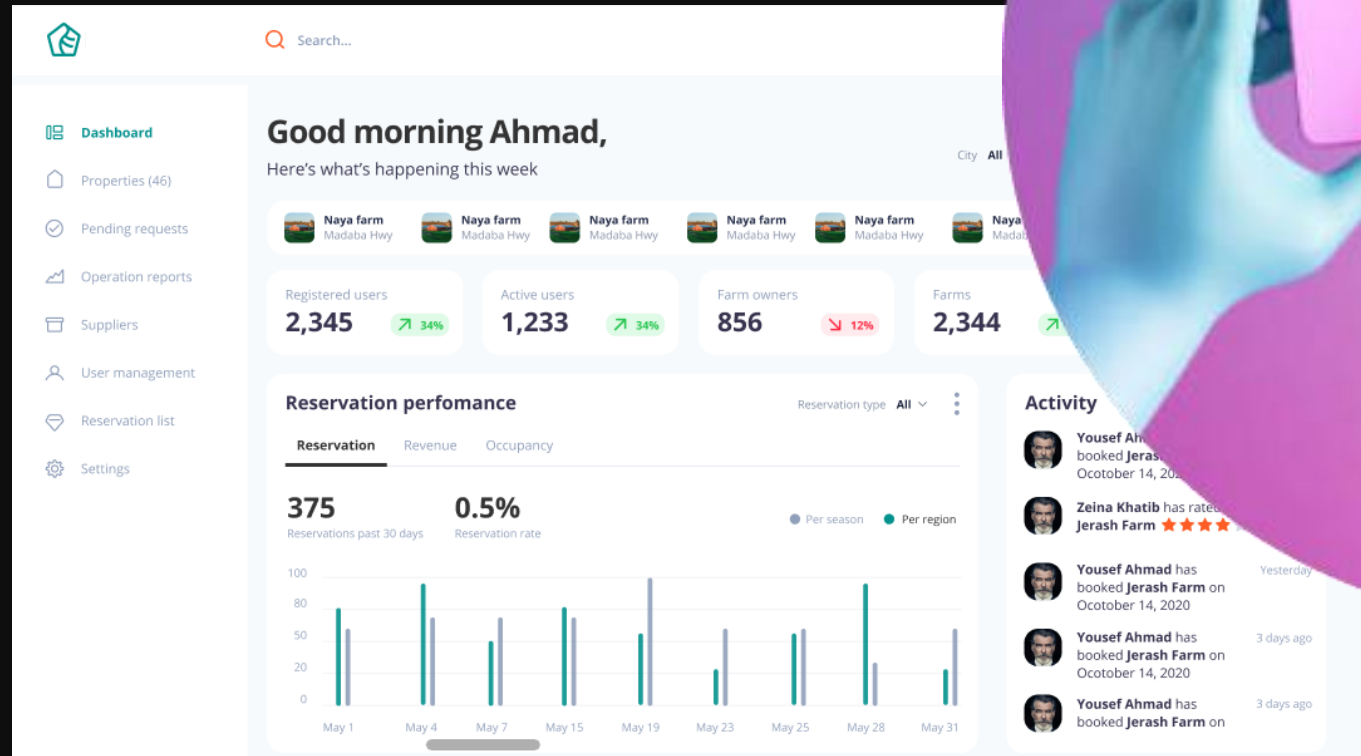 Search...
Dashboard
Properties (46)
Pending requests
Operation reports
Suppliers
User management
Reservation list
Settings
Good morning Ahmad,
Here's what's happening this week
City All
Naya farm Naya farm Naya farm Naya farm Naya farm Naya
Madaba Hwy Madaba Hwy Madaba Hwy Madaba Hwy Madaba Hwy
Registered users
2,345 34%
Active users
1,233 34%
Farm owners
856 12%
Farms
2,344
Reservation perfomance
Reservation type All
Reservation Revenue Occupancy
375
Reservations past 30 days
0.5%
Reservation rate
Per season Per region
100
80
50
20
0
May 1 May 4 May 7 May 15 May 19 May 23 May 25 May 28 May 31
Activity
Yousef
booked
Ocotober 14,
Zeina Khatib has
Jerash Farm
Yousef Ahmad has Yesterday
booked Jerash Farm on
Ocotober 14, 2020
Yousef Ahmad has 3 days ago
booked Jerash Farm on
Ocotober 14, 2020
Yousef Ahmad has 3 days ago
booked Jerash Farm on